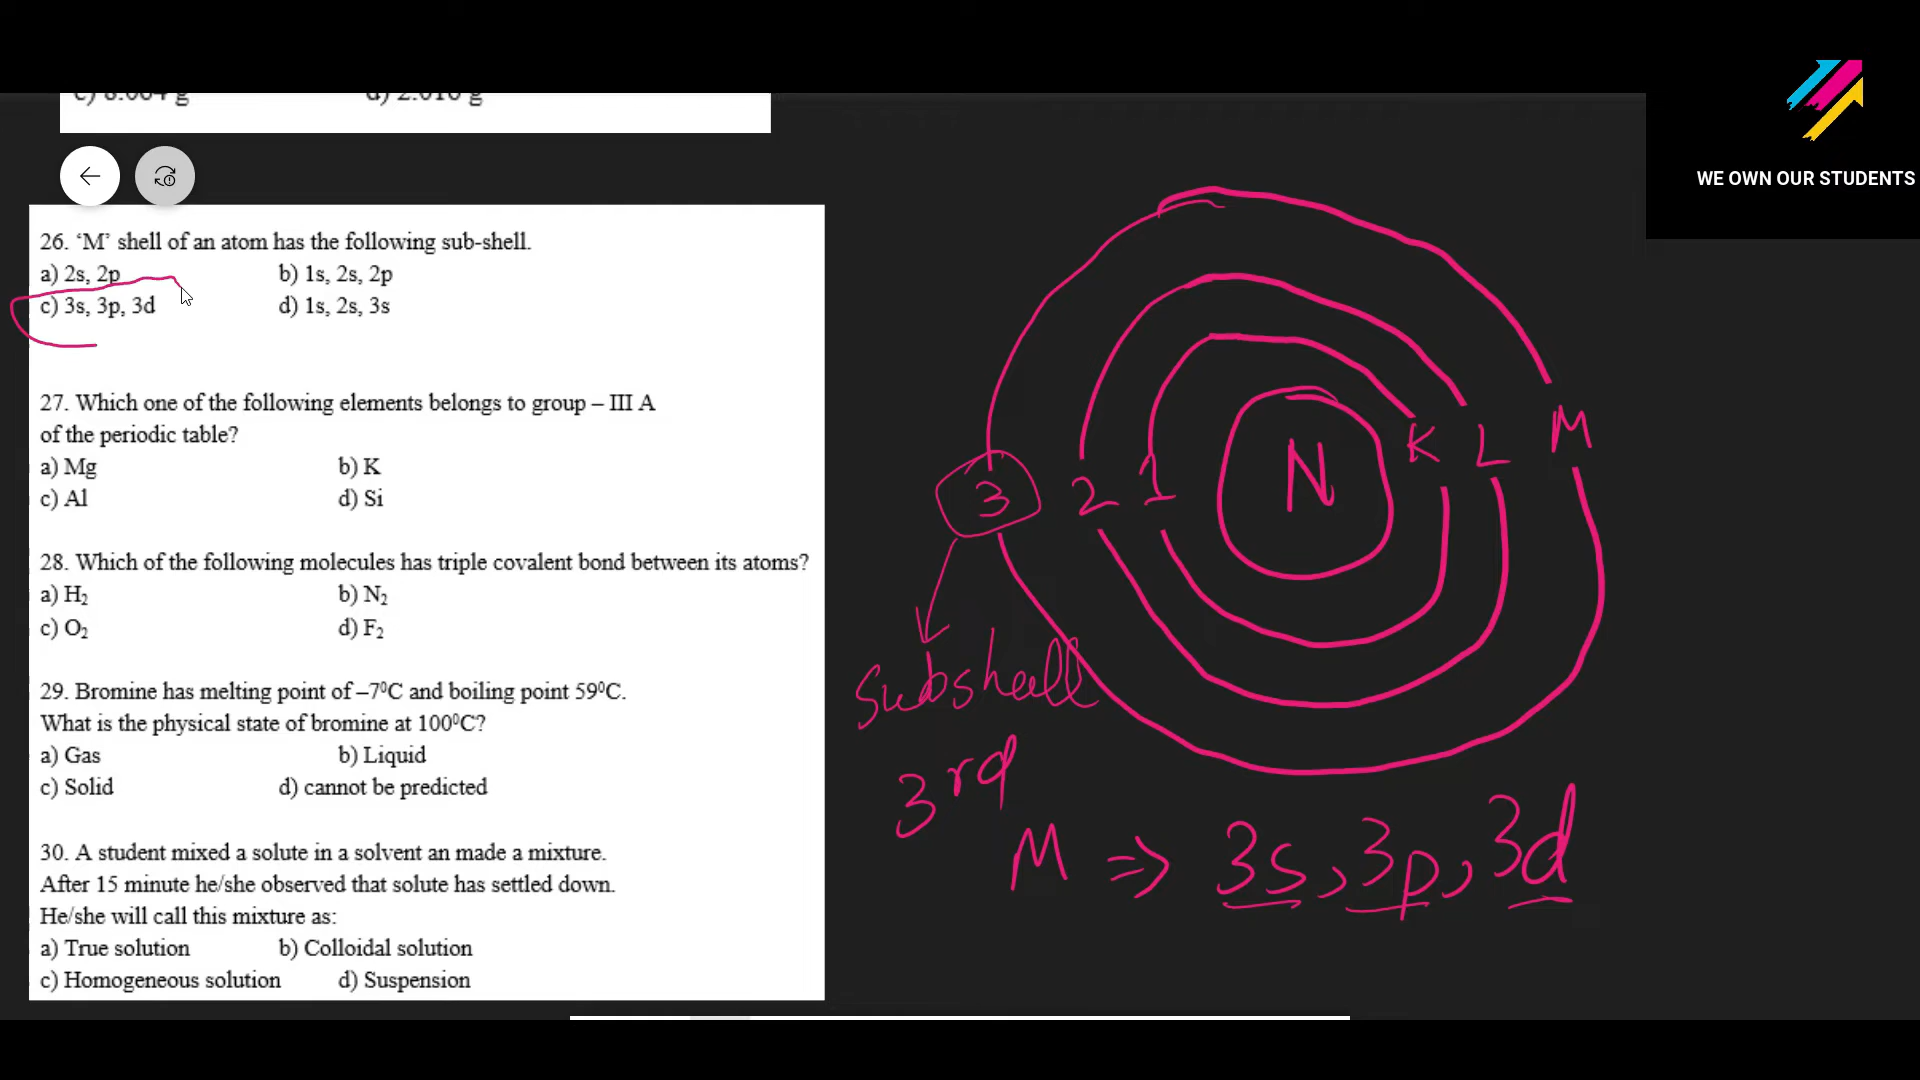 c) 8.064 g d) 2.016 g
WE OWN OUR STUDENTS
26. ‘M’ shell of an atom has the following sub-shell.
a) 2s, 2p b) 1s, 2s, 2p
c) 3s, 3p, 3d d) 1s, 2s, 3s
27. Which one of the following elements belongs to group – III A
of the periodic table?
a) Mg b) K
c) Al d) Si
28. Which of the following molecules has triple covalent bond between its atoms?
a) H₂ b) N₂
c) O₂ d) F₂
29. Bromine has melting point of –7⁰C and boiling point 59⁰C.
What is the physical state of bromine at 100⁰C?
a) Gas b) Liquid
c) Solid d) cannot be predicted
30. A student mixed a solute in a solvent an made a mixture.
After 15 minute he/she observed that solute has settled down.
He/she will call this mixture as:
a) True solution b) Colloidal solution
c) Homogeneous solution d) Suspension
3 2 1 N K L M
Subshell
3rd
M ⇒ 3s, 3p, 3d